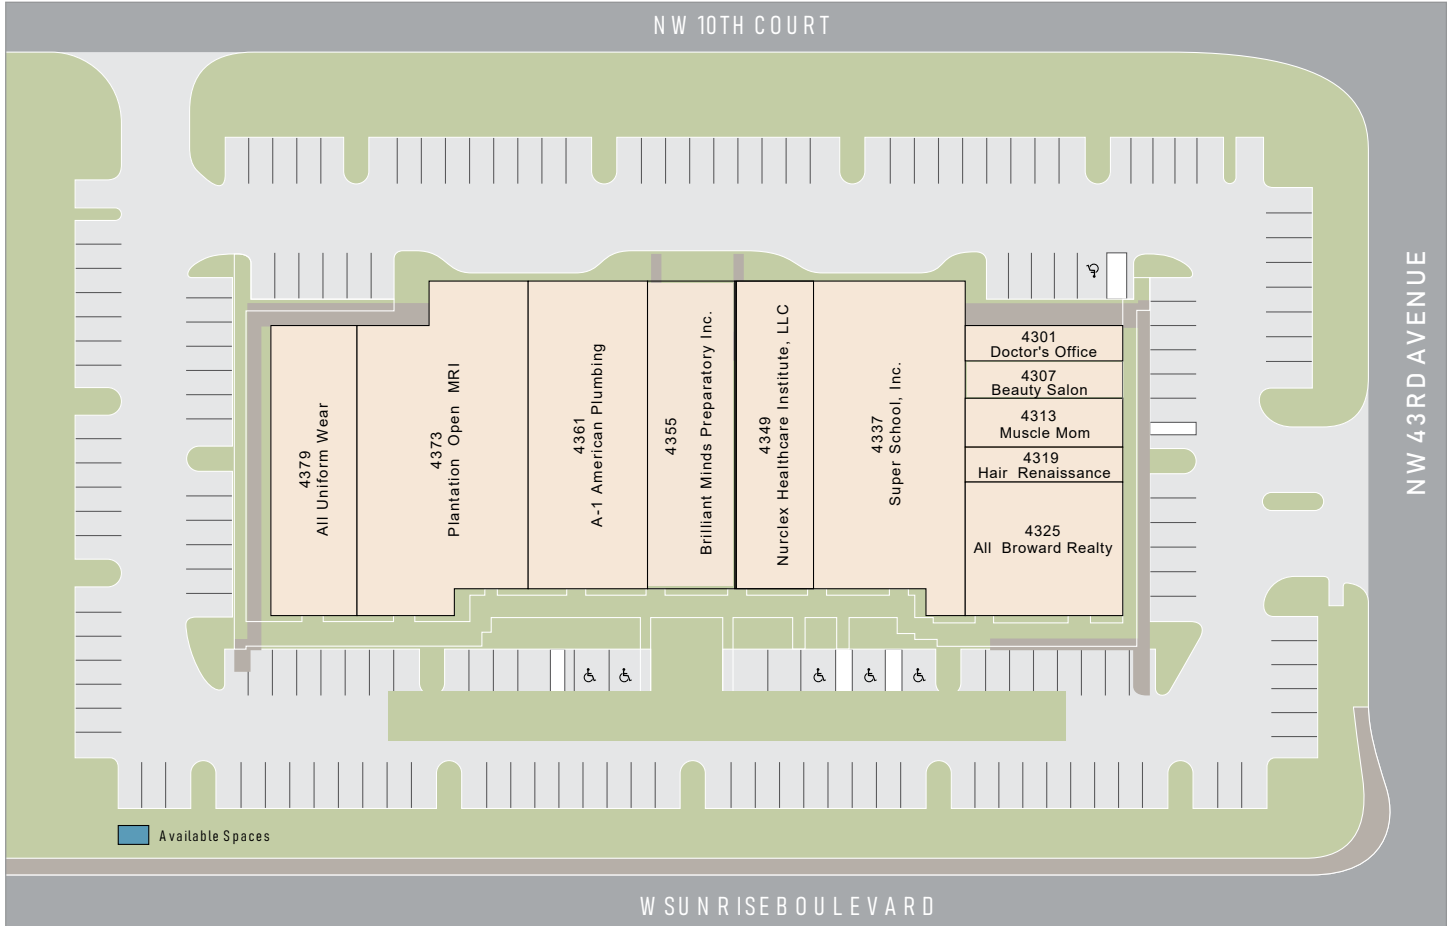 NW 10TH COURT
NW 43RD AVENUE
4379
All Uniform Wear
4373
Plantation Open MRI
4361
A-1 American Plumbing
4355
Brilliant Minds Preparatory Inc.
4349
Nurclex Healthcare Institute, LLC
4337
Super School, Inc.
4301
Doctor's Office
4307
Beauty Salon
4313
Muscle Mom
4319
Hair Renaissance
4325
All Broward Realty
Available Spaces
W SUNRISE BOULEVARD